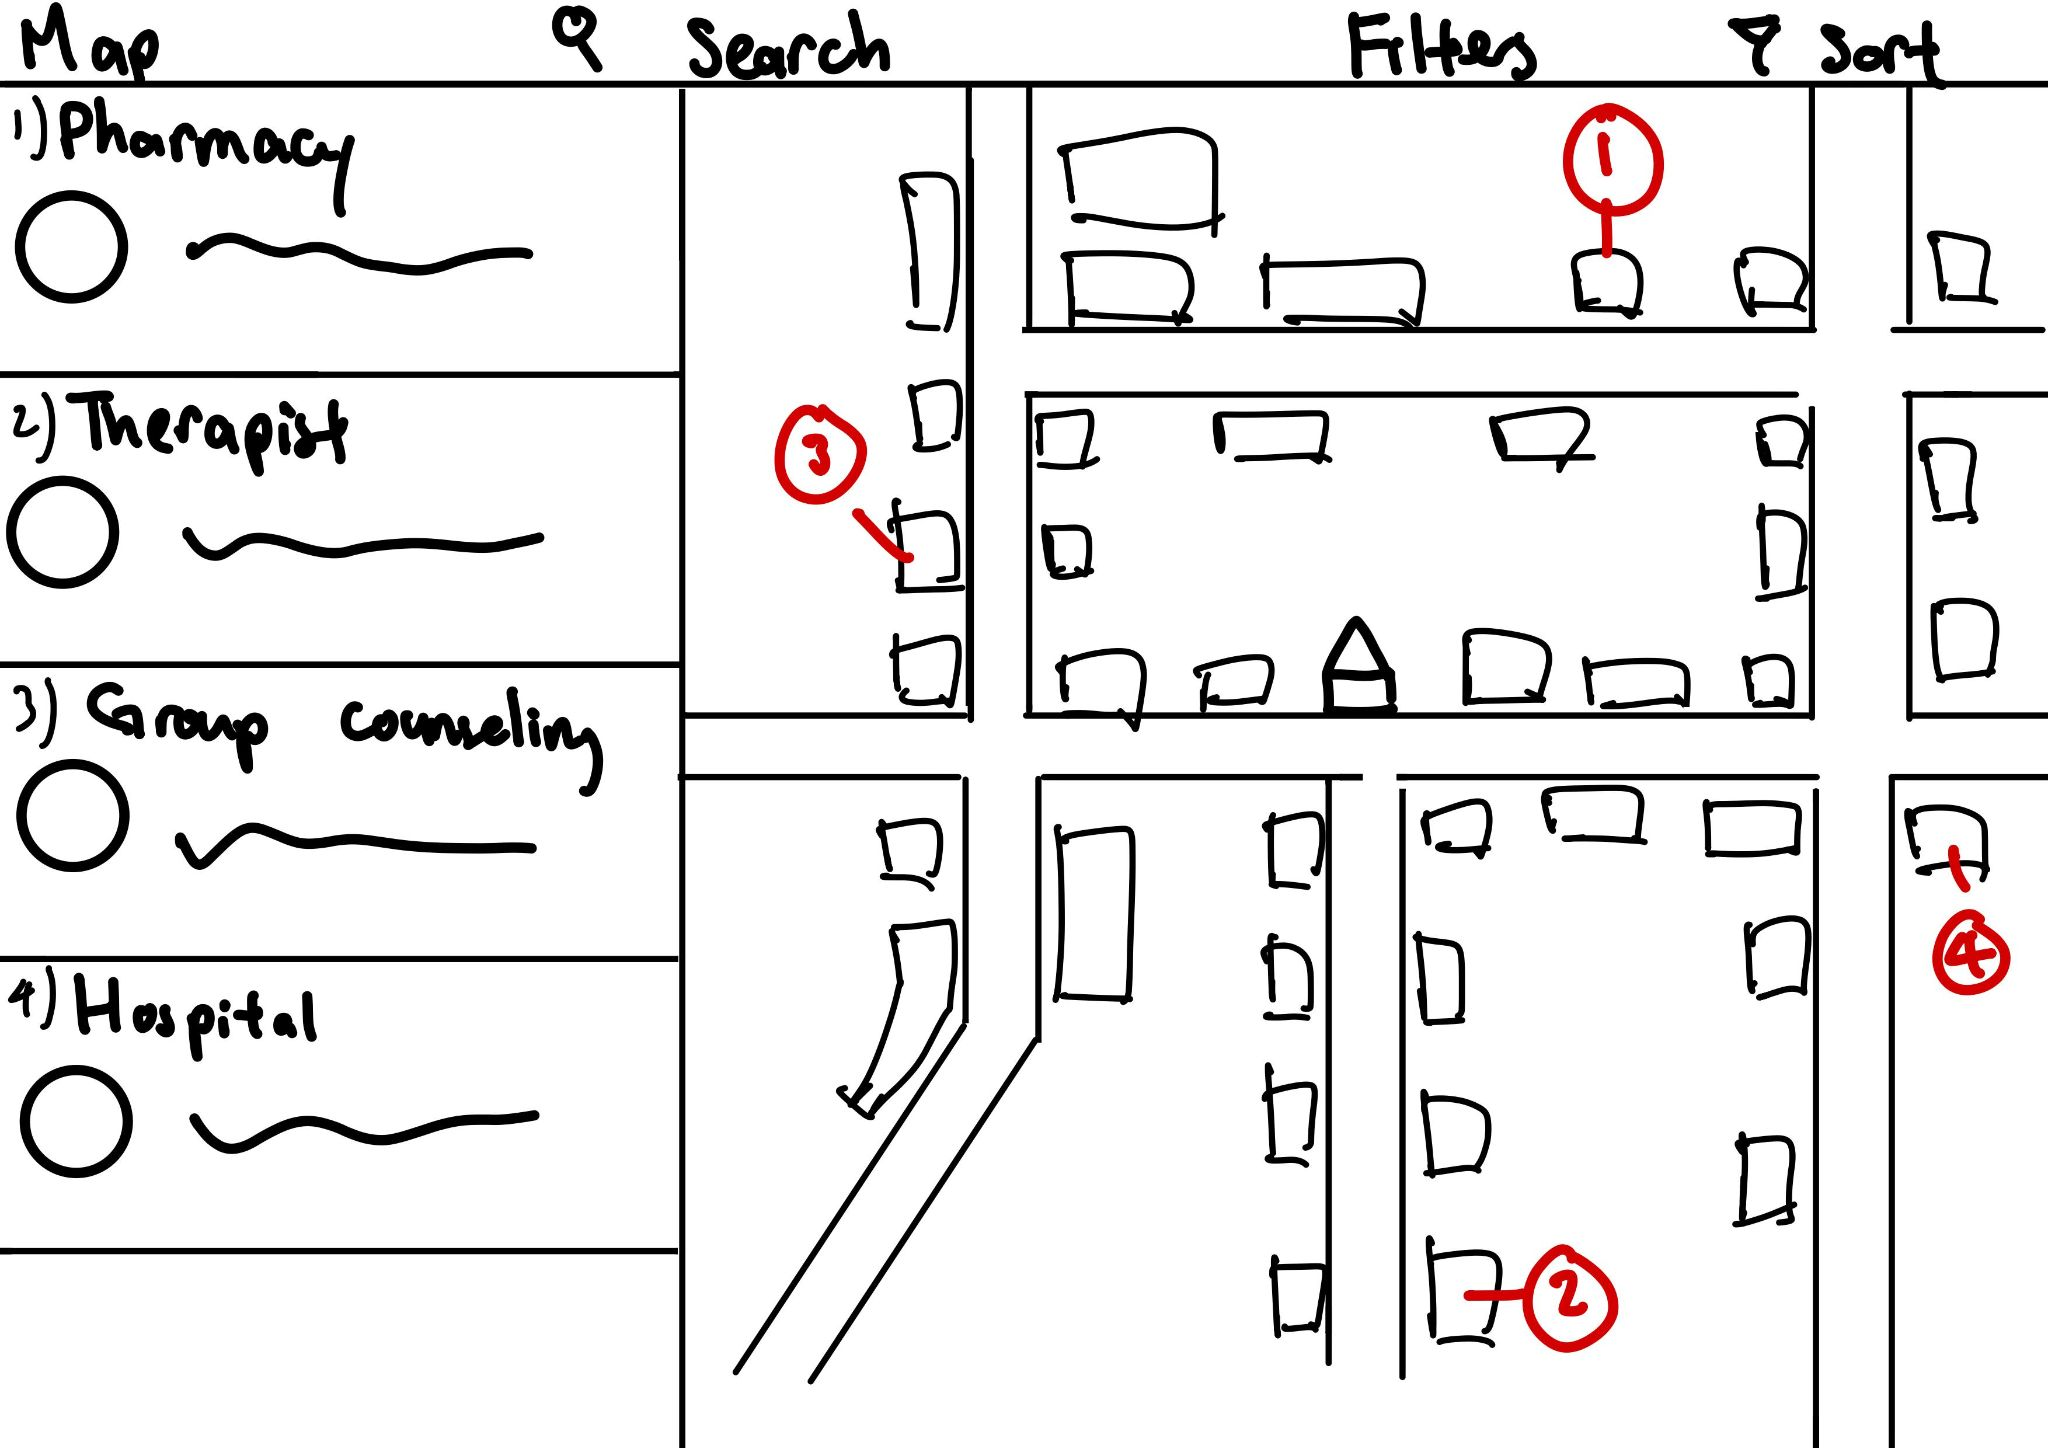 Map Search Filters Sort
1) Pharmacy
2) Therapist
3) Group Counseling
4) Hospital
1
3
4
2